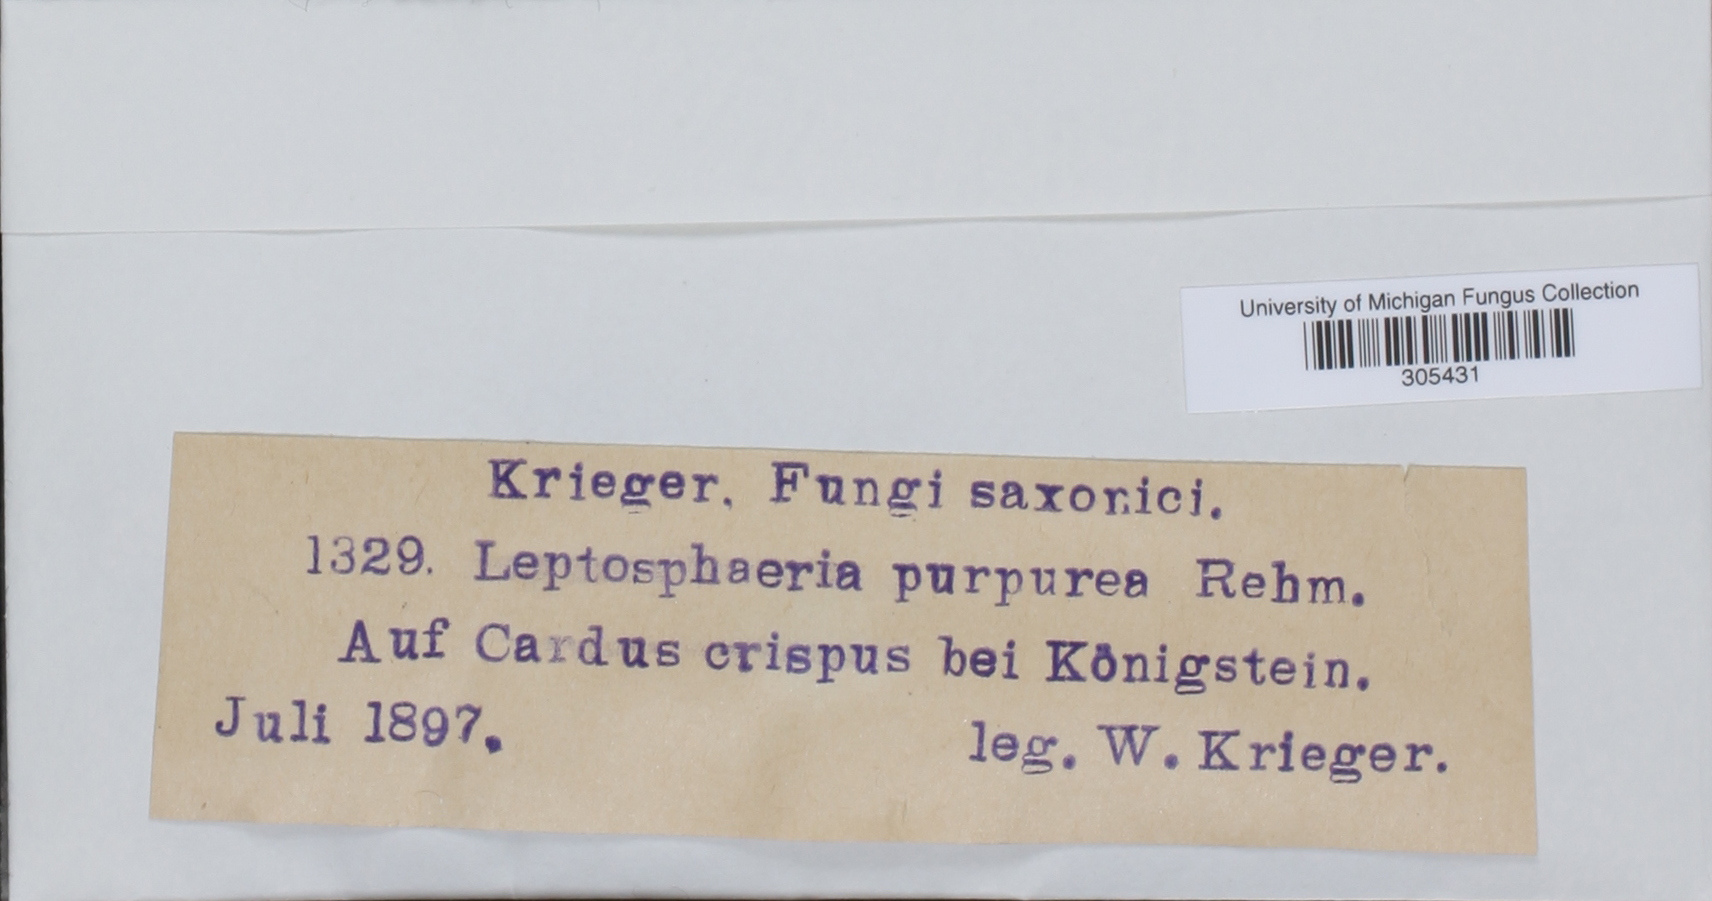 University of Michigan Fungus Collection
305431
Krieger. Fungi saxonici.
1329. Leptosphaeria purpurea Rehm.
Auf Cardus crispus bei Königstein.
Juli 1897. leg. W. Krieger.